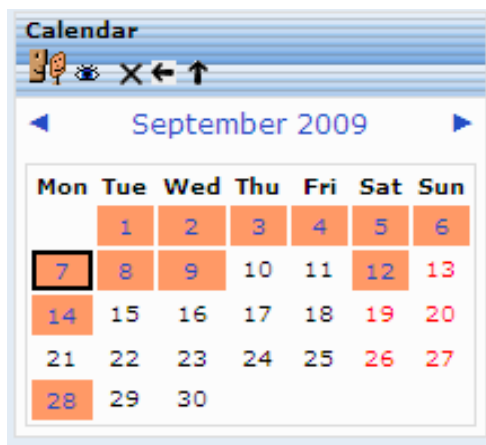 Calendar
September 2009
Mon Tue Wed Thu Fri Sat Sun
1 2 3 4 5 6
7 8 9 10 11 12 13
14 15 16 17 18 19 20
21 22 23 24 25 26 27
28 29 30